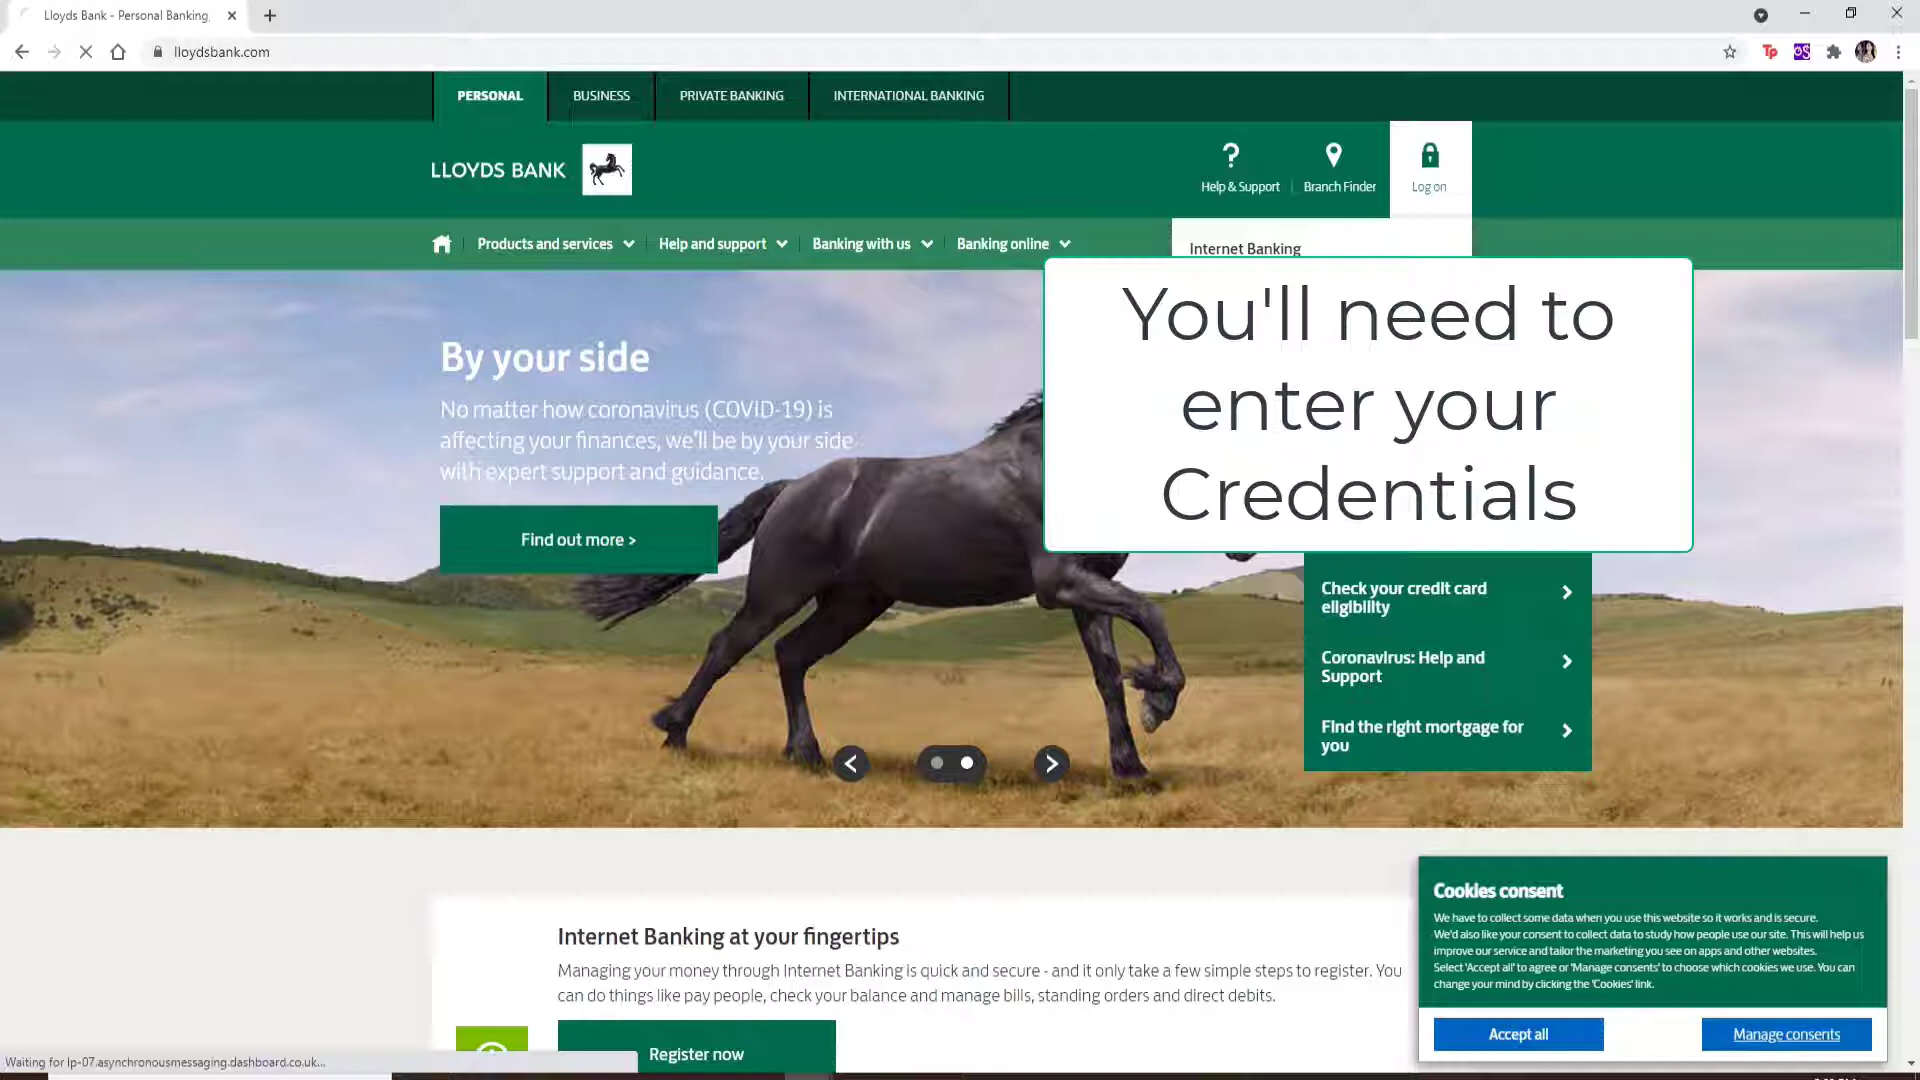 Lloyds Bank - Personal Banking,
lloydsbank.com
PERSONAL
BUSINESS
PRIVATE BANKING
INTERNATIONAL BANKING
LLOYDS BANK
Help & Support
Branch Finder
Log on
Products and services
Help and support
Banking with us
Banking online
Internet Banking
You'll need to
enter your
Credentials
By your side
No matter how coronavirus (COVID-19) is
affecting your finances, we'll be by your side
with expert support and guidance.
Find out more >
Check your credit card
eligibility
Coronavirus: Help and
Support
Find the right mortgage for
you
Internet Banking at your fingertips
Managing your money through Internet Banking is quick and secure - and it only take a few simple steps to register. You
can do things like pay people, check your balance and manage bills, standing orders and direct debits.
Register now
Cookies consent
We have to collect some data when you use this website so it works and is secure.
We'd also like your consent to collect data to study how people use our site. This will help us
improve our service and tailor the marketing you see on apps and other websites.
Select 'Accept all' to agree or 'Manage consents' to choose which cookies we use. You can
change your mind by clicking the 'Cookies' link.
Accept all
Manage consents
Waiting for lp-07.asynchronousmessaging.dashboard.co.uk...